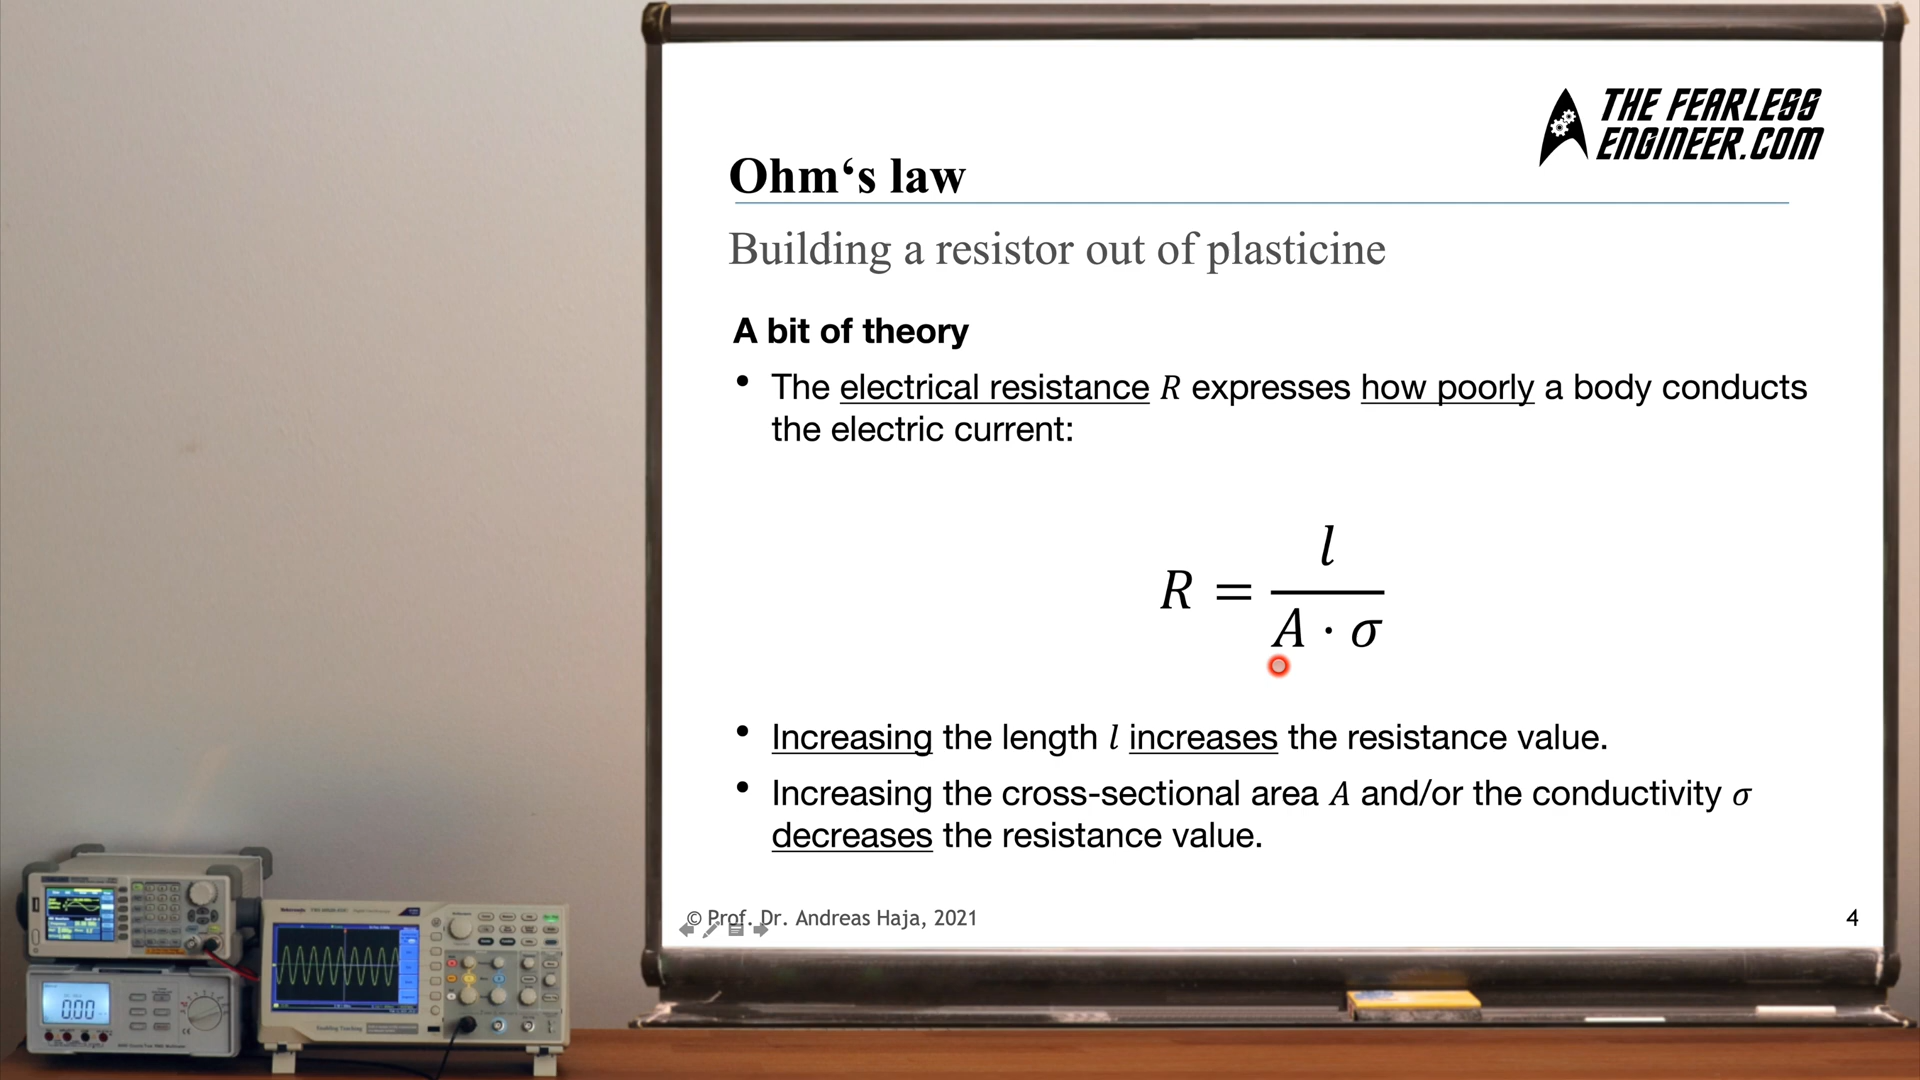 THE FEARLESS
ENGINEER.COM
Ohm‘s law
Building a resistor out of plasticine
A bit of theory
• The electrical resistance R expresses how poorly a body conducts
the electric current:
R = l / (A · σ)
• Increasing the length l increases the resistance value.
• Increasing the cross-sectional area A and/or the conductivity σ
decreases the resistance value.
© Prof. Dr. Andreas Haja, 2021
4
Tektronix
0.00